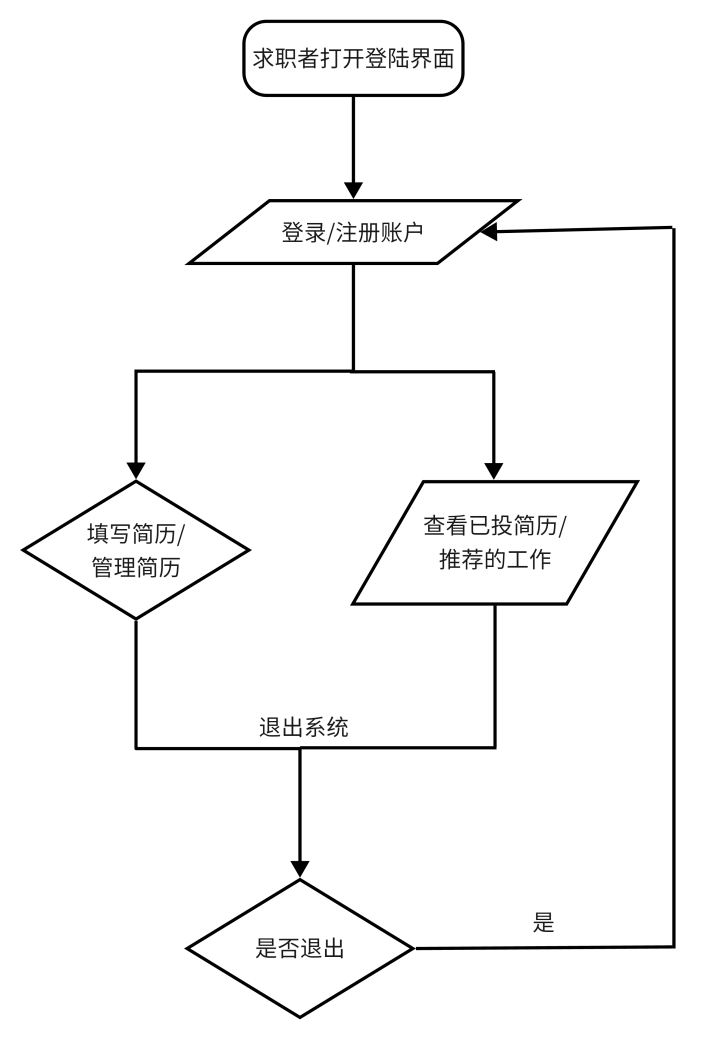 求职者打开登陆界面
登录/注册账户
填写简历/
管理简历
查看已投简历/
推荐的工作
退出系统
是
是否退出